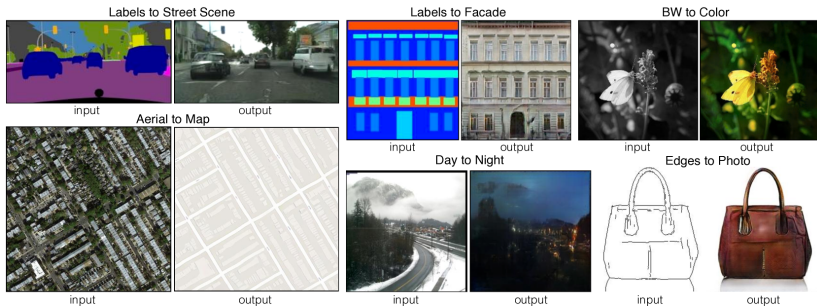 Labels to Street Scene
input
output
Aerial to Map
input
output
Labels to Facade
input
output
Day to Night
input
output
BW to Color
input
output
Edges to Photo
input
output